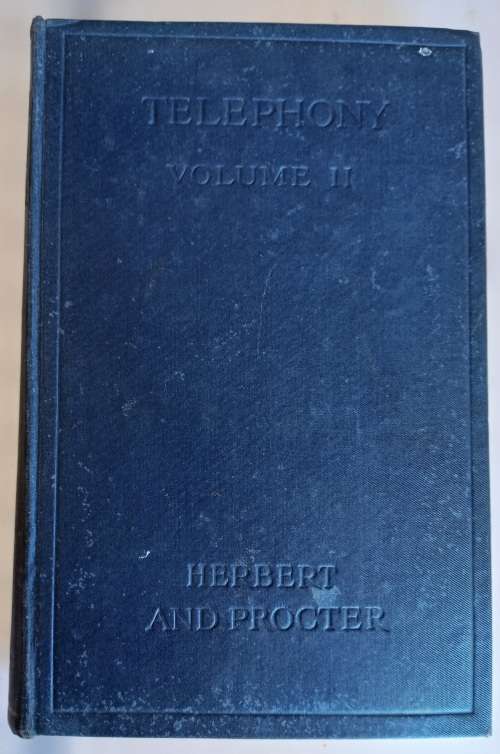 TELEPHONY
VOLUME II
HERBERT
AND PROCTER